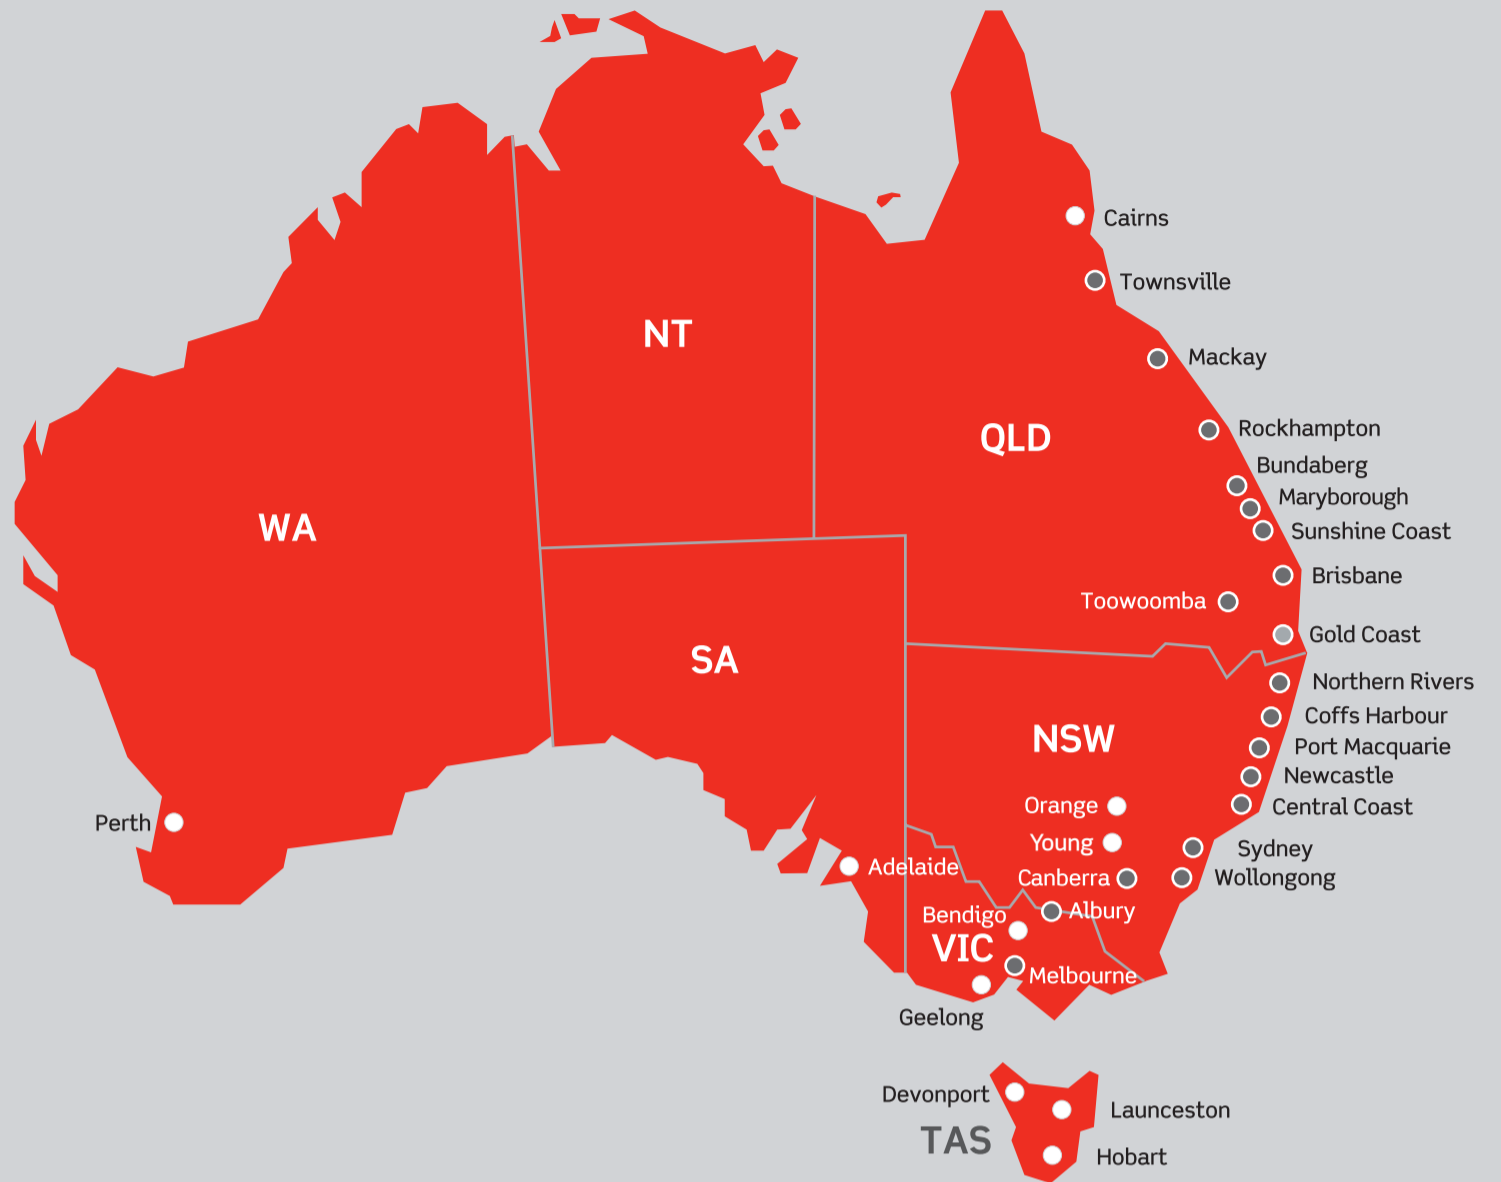 Cairns
Townsville
NT
Mackay
QLD
Rockhampton
Bundaberg
Maryborough
WA
Sunshine Coast
Brisbane
Toowoomba
Gold Coast
SA
Northern Rivers
Coffs Harbour
NSW
Port Macquarie
Newcastle
Orange
Central Coast
Perth
Young
Sydney
Adelaide
Canberra
Wollongong
Albury
Bendigo
VIC
Melbourne
Geelong
Devonport
Launceston
TAS
Hobart